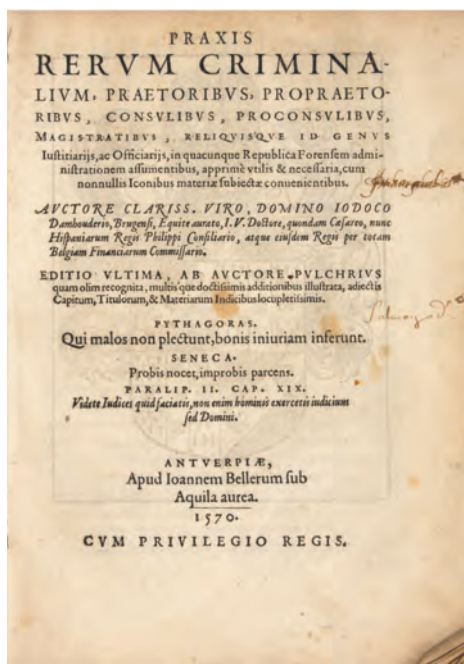 PRAXIS
RERVM CRIMINA-
LIVM, PRAETORIBVS, PROPRAETO-
RIBVS, CONSVLIBVS, PROCONSVLIBVS,
MAGISTRATIBVS, RELIQVISQVE ID GENVS
Iustitiarijs, ac Officiarijs, in quacunque Republica Forensem admi-
nistrationem assumentibus, apprimè vtilis & necessaria, cum
nonnullis Iconibus materiæ subiectæ conuenientibus.
AVCTORE CLARISS. VIRO, DOMINO IODOCO
Damhouderio, Brugensi, Equite aurato, I. V. Doctore, quondam Cæsareo, nunc
Hispaniarum Regis Philippi Consiliario, atque eiusdem Regis per totam
Belgiam Financiarum Commissario.
EDITIO VLTIMA, AB AVCTORE PVLCHRIVS
quam olim recognita, multis'que doctissimis additionibus illustrata, adiectis
Capitum, Titulorum, & Materiarum Indicibus locupletissimis.
PYTHAGORAS.
Qui malos non plectunt, bonis iniuriam inferunt.
SENECA.
Probis nocet, improbis parcens.
PARALIP. II. CAP. XIX.
Videte Iudices quid faciatis, non enim hominis exercetis iudicium
sed Domini.
ANTVERPIÆ,
Apud Ioannem Bellerum sub
Aquila aurea.
1570.
CVM PRIVILEGIO REGIS.